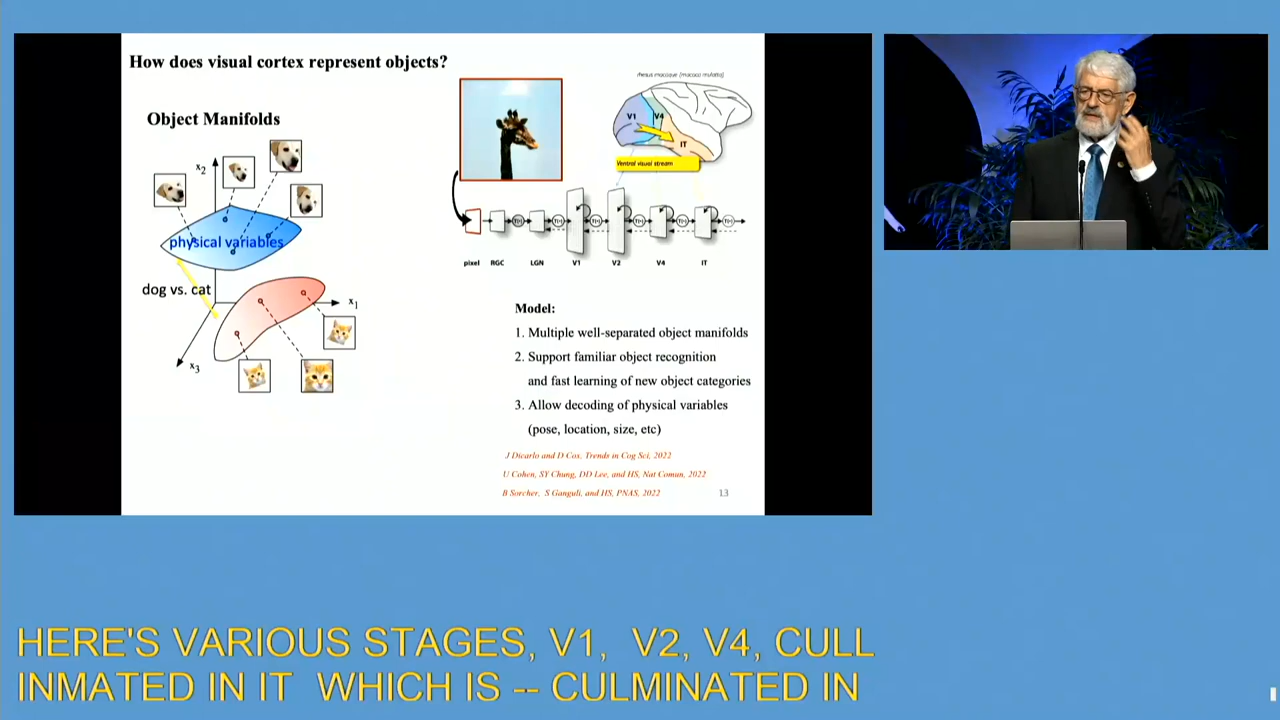 How does visual cortex represent objects?
Object Manifolds
x2
physical variables
dog vs. cat
x1
x3
Rhesus macaque (macaca mulatta)
V1
V4
IT
Ventral visual stream
pixel RGC LGN V1 V2 V4 IT
Model:
1. Multiple well-separated object manifolds
2. Support familiar object recognition
and fast learning of new object categories
3. Allow decoding of physical variables
(pose, location, size, etc)
J Dicarlo and D Cox, Trends in Cog Sci, 2022
U Cohen, SY Chung, DD Lee, and HS, Nat Comun, 2022
B Sorcher, S Ganguli, and HS, PNAS, 2022
13
HERE'S VARIOUS STAGES, V1, V2, V4, CULL
INMATED IN IT WHICH IS -- CULMINATED IN